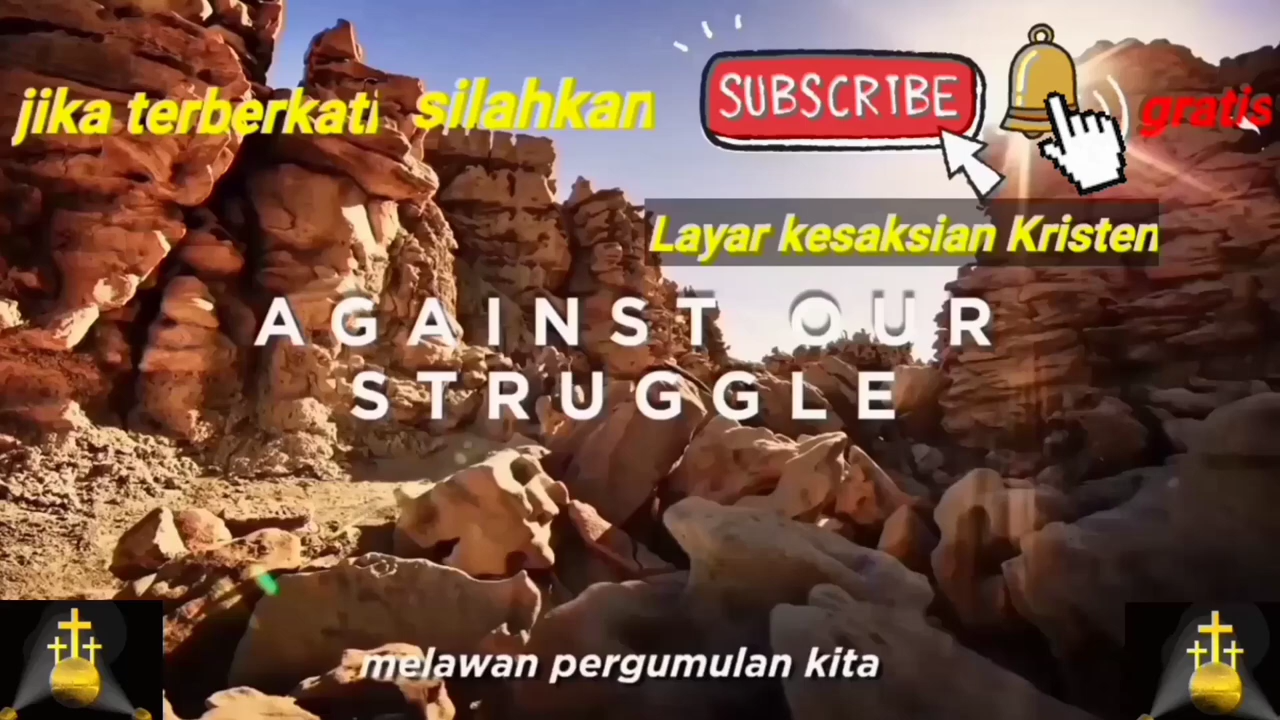 jika terberkati silahkan SUBSCRIBE gratis
Layar kesaksian Kristen
AGAINST OUR
STRUGGLE
melawan pergumulan kita